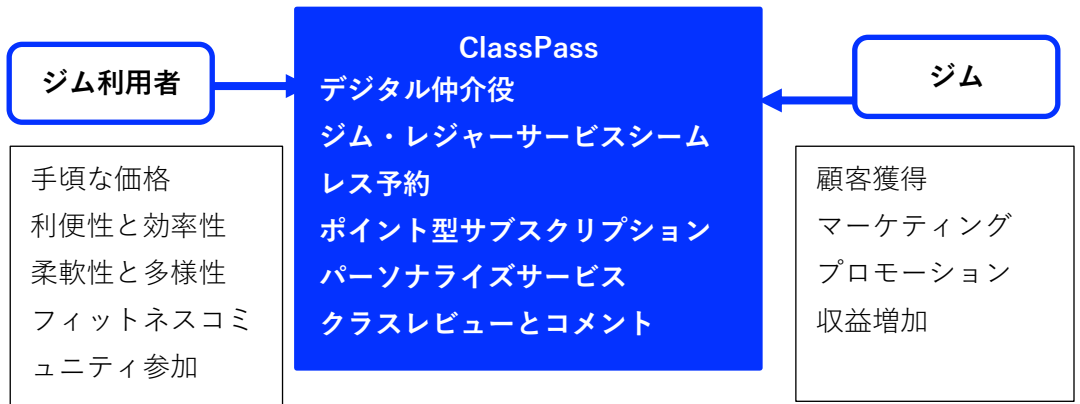 ジム利用者
手頃な価格
利便性と効率性
柔軟性と多様性
フィットネスコミ
ュニティ参加
ClassPass
デジタル仲介役
ジム・レジャーサービスシーム
レス予約
ポイント型サブスクリプション
パーソナライズサービス
クラスレビューとコメント
ジム
顧客獲得
マーケティング
プロモーション
収益増加